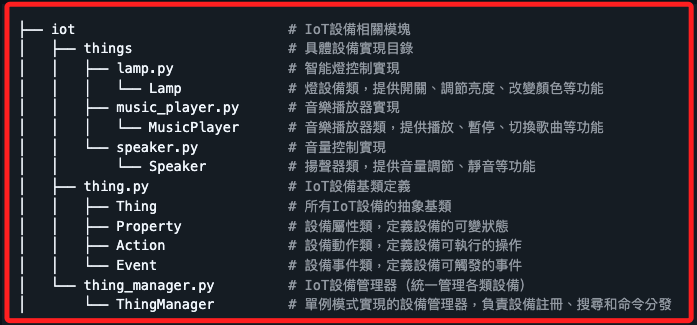 ├── iot                          # IoT設備相關模塊
│   ├── things                   # 具體設備實現目錄
│   │   ├── lamp.py              # 智能燈控制實現
│   │   │   └── Lamp             # 燈設備類，提供開關、調節亮度、改變顏色等功能
│   │   ├── music_player.py      # 音樂播放器實現
│   │   │   └── MusicPlayer      # 音樂播放器類，提供播放、暫停、切換歌曲等功能
│   │   └── speaker.py           # 音量控制實現
│   │       └── Speaker          # 揚聲器類，提供音量調節、靜音等功能
│   ├── thing.py                 # IoT設備基類定義
│   │   ├── Thing                # 所有IoT設備的抽象基類
│   │   ├── Property             # 設備屬性類，定義設備的可變狀態
│   │   ├── Action               # 設備動作類，定義設備可執行的操作
│   │   └── Event                # 設備事件類，定義設備可觸發的事件
│   └── thing_manager.py         # IoT設備管理器（統一管理各類設備）
│       └── ThingManager         # 單例模式實現的設備管理器，負責設備註冊、搜尋和命令分發